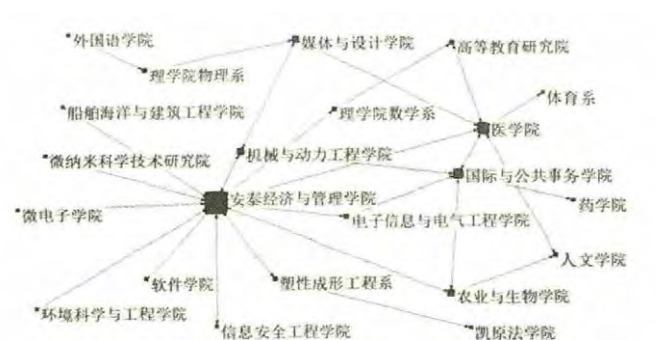 外国语学院
媒体与设计学院
高等教育研究院
理学院物理系
体育系
船舶海洋与建筑工程学院
理学院数学系
医学院
微纳米科学技术研究院
机械与动力工程学院
国际与公共事务学院
安泰经济与管理学院
药学院
微电子学院
电子信息与电气工程学院
人文学院
软件学院
塑性成形工程系
农业与生物学院
环境科学与工程学院
信息安全工程学院
凯原法学院